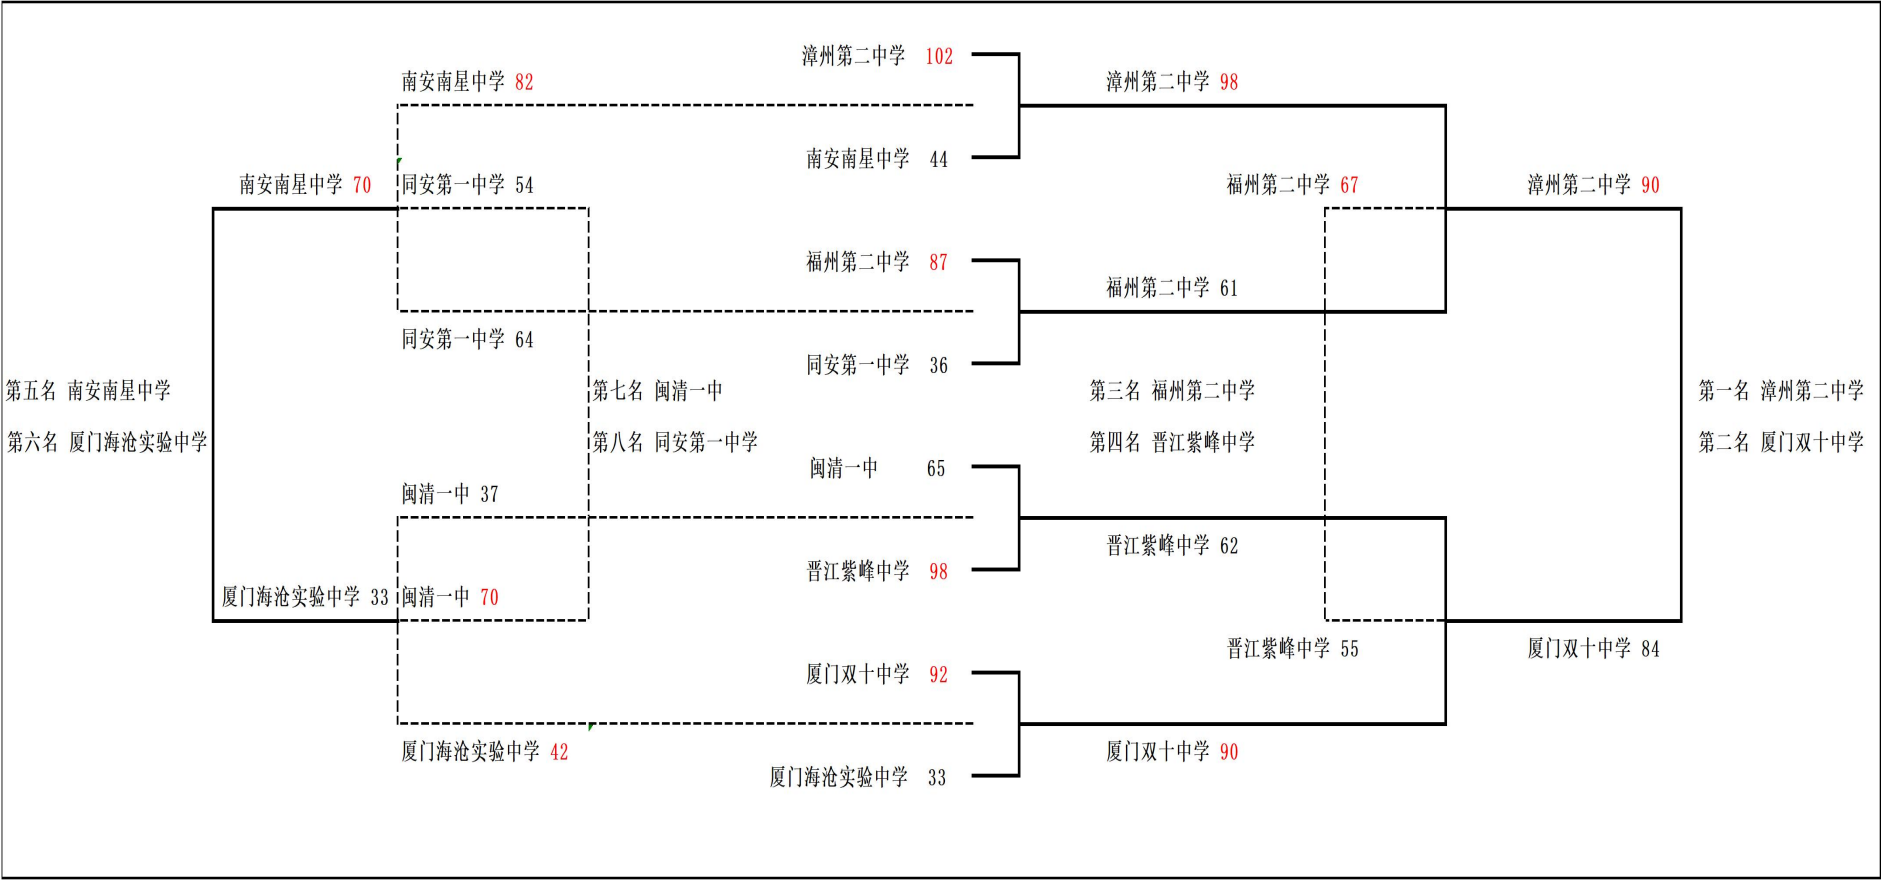 漳州第二中学 102
南安南星中学 82
漳州第二中学 98
南安南星中学 44
南安南星中学 70
同安第一中学 54
福州第二中学 67
漳州第二中学 90
福州第二中学 87
福州第二中学 61
同安第一中学 64
同安第一中学 36
第五名 南安南星中学
第七名 闽清一中
第三名 福州第二中学
第一名 漳州第二中学
第六名 厦门海沧实验中学
第八名 同安第一中学
第四名 晋江紫峰中学
第二名 厦门双十中学
闽清一中 65
闽清一中 37
晋江紫峰中学 62
晋江紫峰中学 98
厦门海沧实验中学 33
闽清一中 70
晋江紫峰中学 55
厦门双十中学 84
厦门双十中学 92
厦门海沧实验中学 42
厦门双十中学 90
厦门海沧实验中学 33